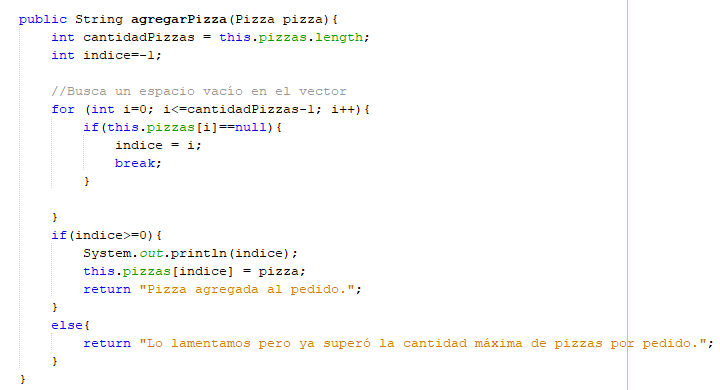 public String agregarPizza(Pizza pizza){
int cantidadPizzas = this.pizzas.length;
int indice=-1;
//Busca un espacio vacío en el vector
for (int i=0; i<=cantidadPizzas-1; i++){
if(this.pizzas[i]==null){
indice = i;
break;
}
}
if(indice>=0){
System.out.println(indice);
this.pizzas[indice] = pizza;
return "Pizza agregada al pedido.";
}
else{
return "Lo lamentamos pero ya superó la cantidad máxima de pizzas por pedido.";
}
}